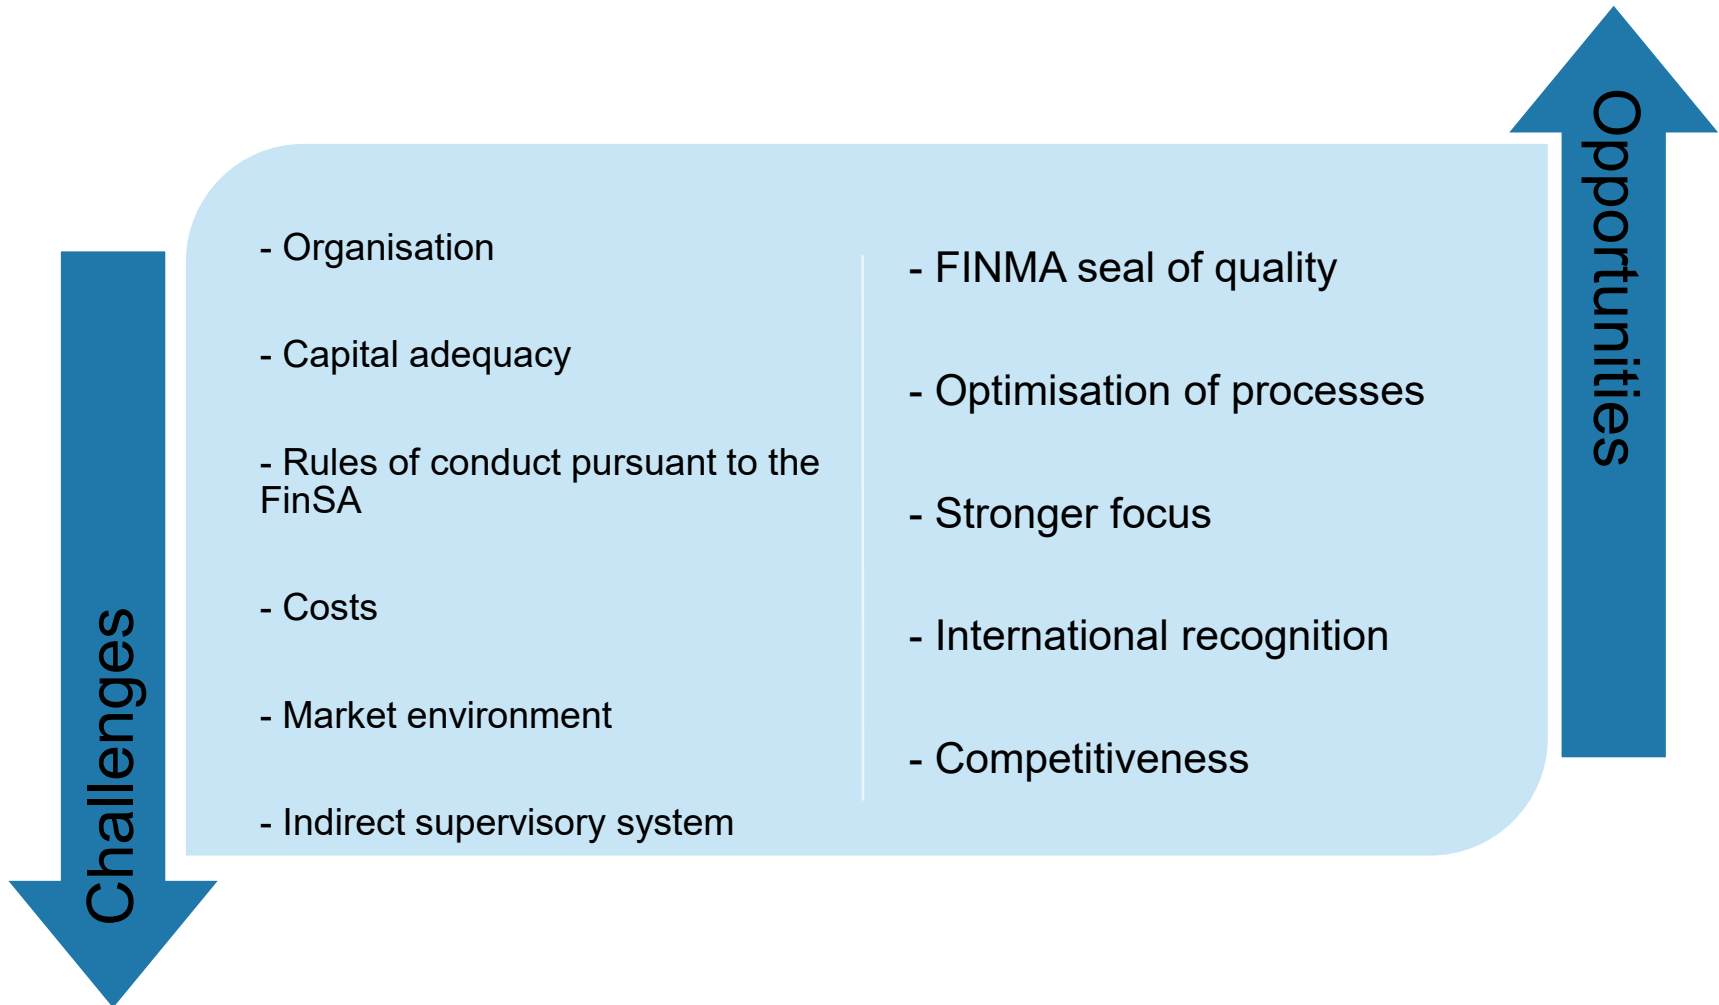 Challenges
- Organisation
- Capital adequacy
- Rules of conduct pursuant to the
FinSA
- Costs
- Market environment
- Indirect supervisory system
- FINMA seal of quality
- Optimisation of processes
- Stronger focus
- International recognition
- Competitiveness
Opportunities